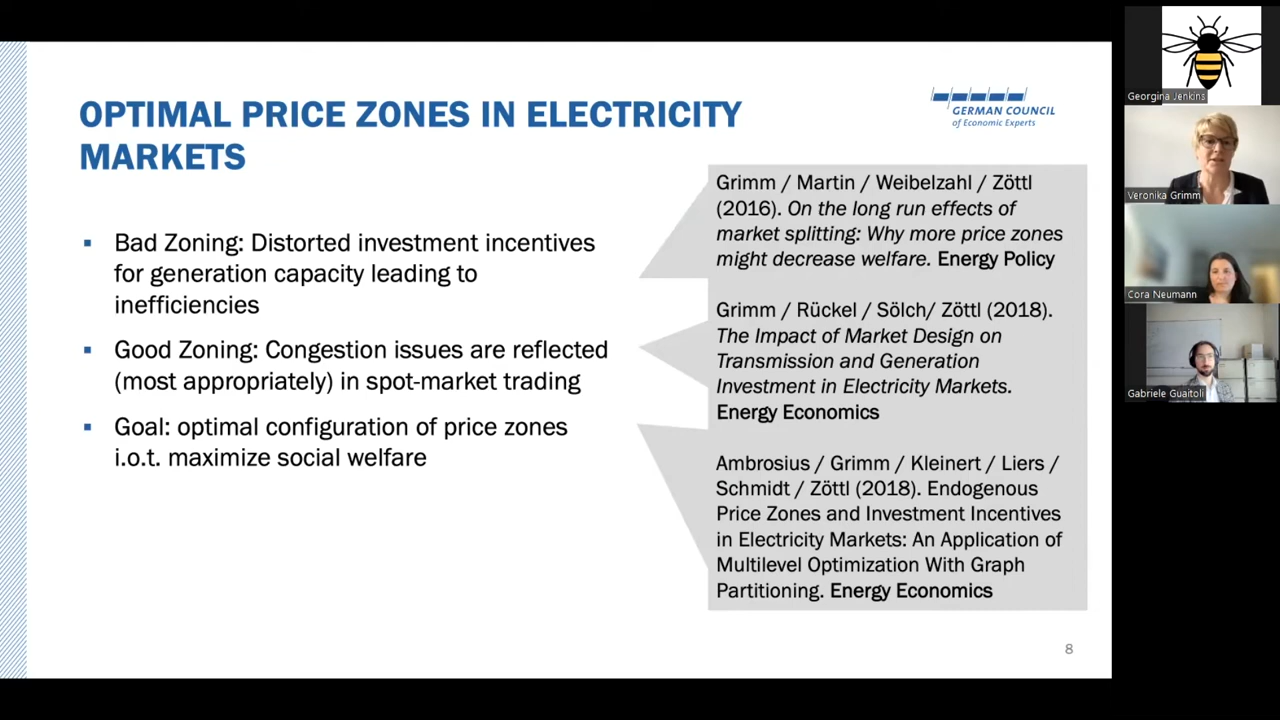 OPTIMAL PRICE ZONES IN ELECTRICITY
MARKETS
GERMAN COUNCIL
of Economic Experts
▪ Bad Zoning: Distorted investment incentives
for generation capacity leading to
inefficiencies
▪ Good Zoning: Congestion issues are reflected
(most appropriately) in spot-market trading
▪ Goal: optimal configuration of price zones
i.o.t. maximize social welfare
Grimm / Martin / Weibelzahl / Zöttl
(2016). On the long run effects of
market splitting: Why more price zones
might decrease welfare. Energy Policy
Grimm / Rückel / Sölch/ Zöttl (2018).
The Impact of Market Design on
Transmission and Generation
Investment in Electricity Markets.
Energy Economics
Ambrosius / Grimm / Kleinert / Liers /
Schmidt / Zöttl (2018). Endogenous
Price Zones and Investment Incentives
in Electricity Markets: An Application of
Multilevel Optimization With Graph
Partitioning. Energy Economics
8
Georgina Jenkins
Veronika Grimm
Cora Neumann
Gabriele Guaitoli